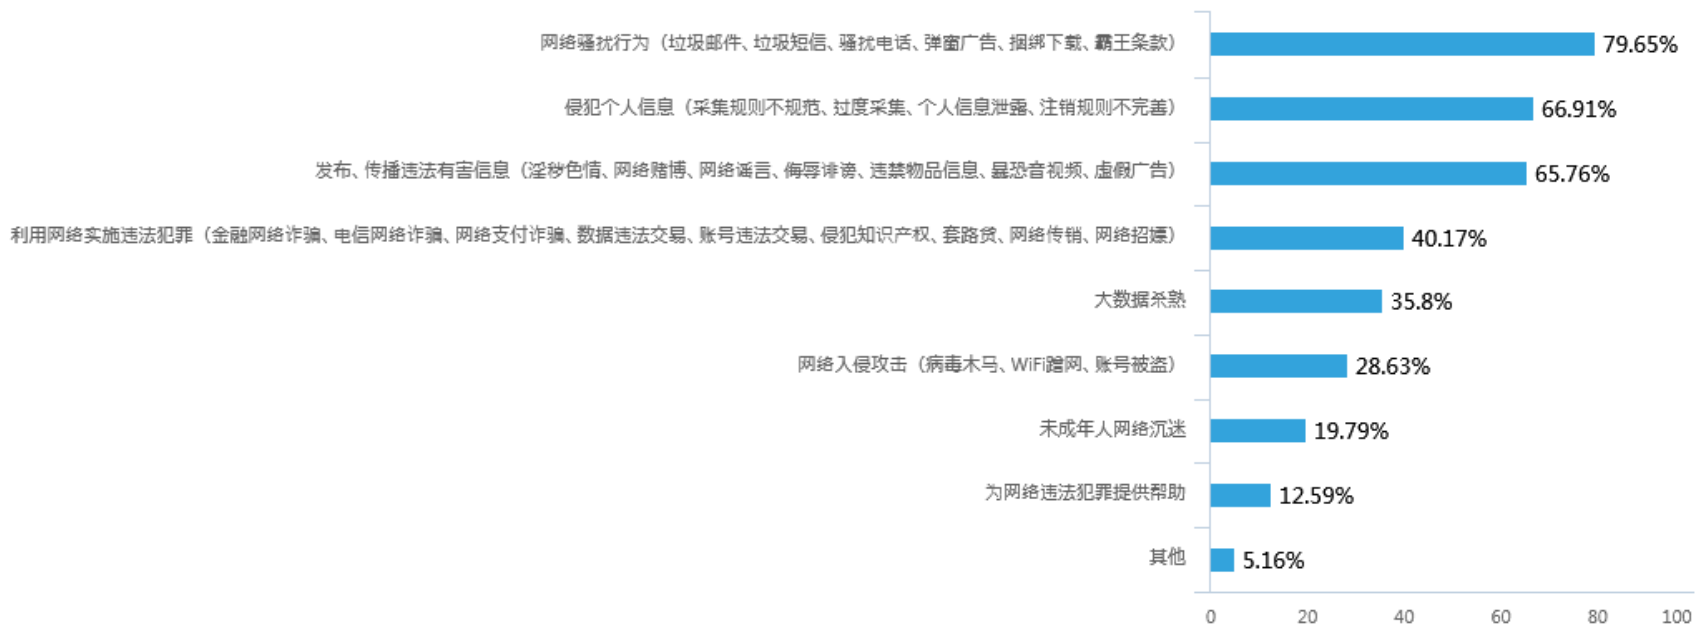 网络骚扰行为（垃圾邮件、垃圾短信、骚扰电话、弹窗广告、捆绑下载、霸王条款）
79.65%
侵犯个人信息（采集规则不规范、过度采集、个人信息泄露、注销规则不完善）
66.91%
发布、传播违法有害信息（淫秽色情、网络赌博、网络谣言、侮辱诽谤、违禁物品信息、暴恐音视频、虚假广告）
65.76%
利用网络实施违法犯罪（金融网络诈骗、电信网络诈骗、网络支付诈骗、数据违法交易、账号违法交易、侵犯知识产权、套路贷、网络传销、网络招嫖）
40.17%
大数据杀熟
35.8%
网络入侵攻击（病毒木马、WiFi蹭网、账号被盗）
28.63%
未成年人网络沉迷
19.79%
为网络违法犯罪提供帮助
12.59%
其他
5.16%
0 20 40 60 80 100